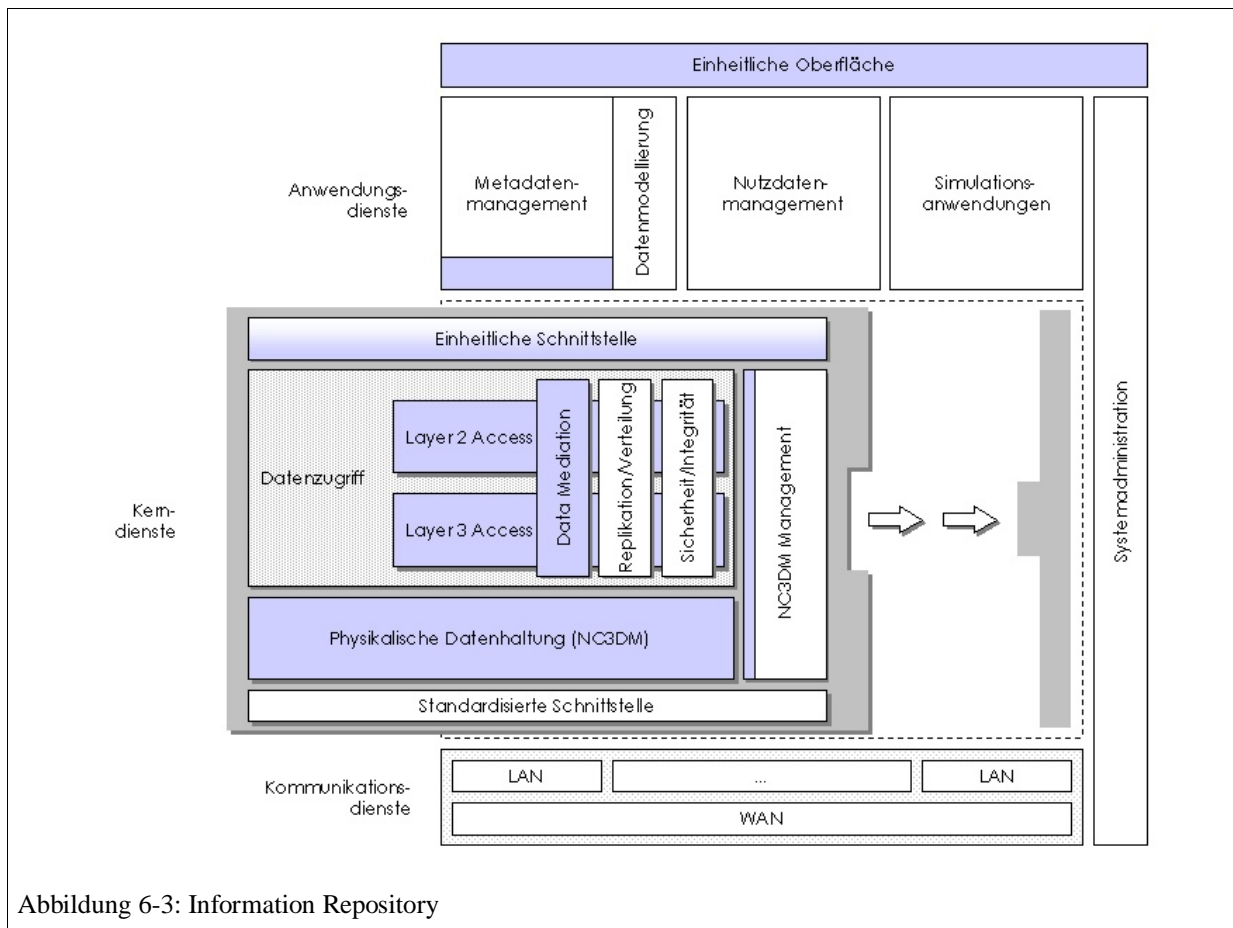 Einheitliche Oberfläche
Anwendungs-
dienste
Metadaten-
management
Datenmodellierung
Nutzdaten-
management
Simulations-
anwendungen
Systemadministration
Einheitliche Schnittstelle
Kern-
dienste
Datenzugriff
Layer 2 Access
Layer 3 Access
Data Mediation
Replikation/Verteilung
Sicherheit/Integrität
NC3DM Management
Physikalische Datenhaltung (NC3DM)
Standardisierte Schnittstelle
Kommunikations-
dienste
LAN
...
LAN
WAN
Abbildung 6-3: Information Repository